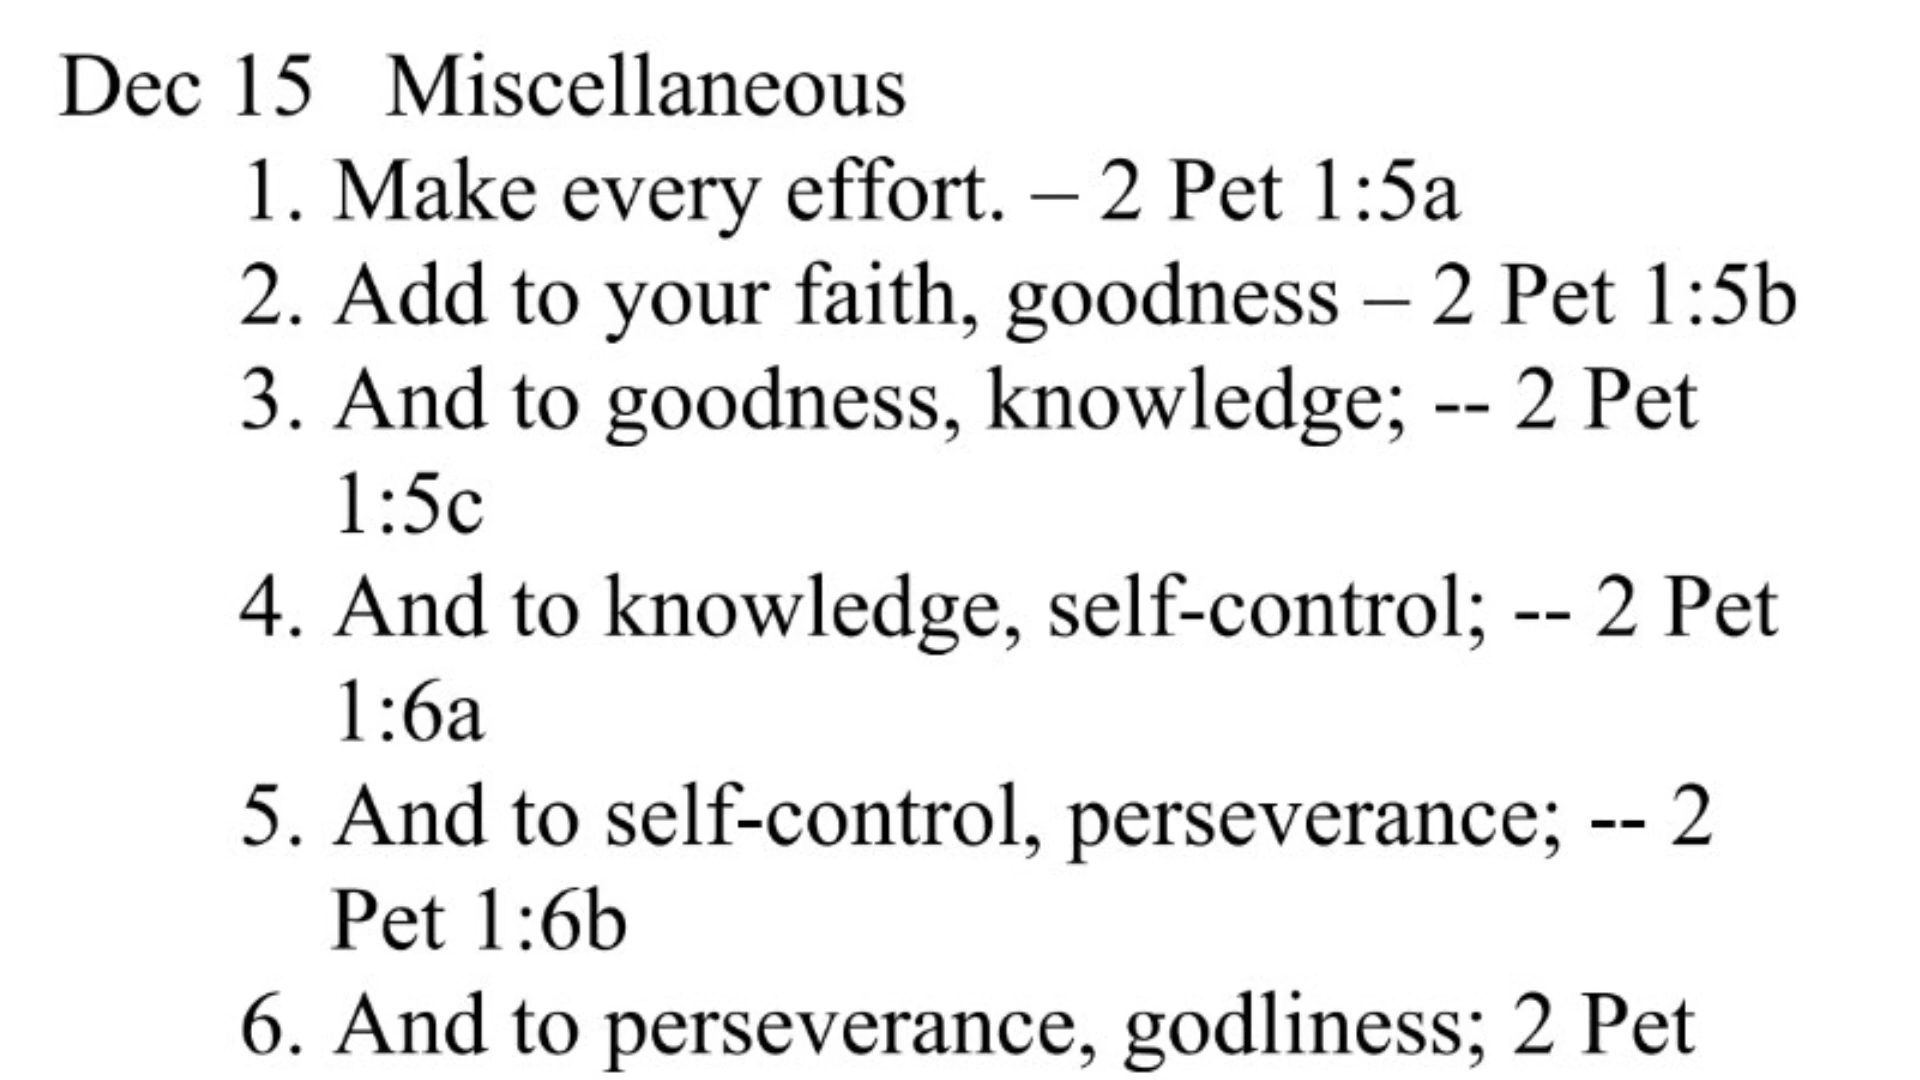 Dec 15 Miscellaneous
1. Make every effort. – 2 Pet 1:5a
2. Add to your faith, goodness – 2 Pet 1:5b
3. And to goodness, knowledge; -- 2 Pet
1:5c
4. And to knowledge, self-control; -- 2 Pet
1:6a
5. And to self-control, perseverance; -- 2
Pet 1:6b
6. And to perseverance, godliness; 2 Pet